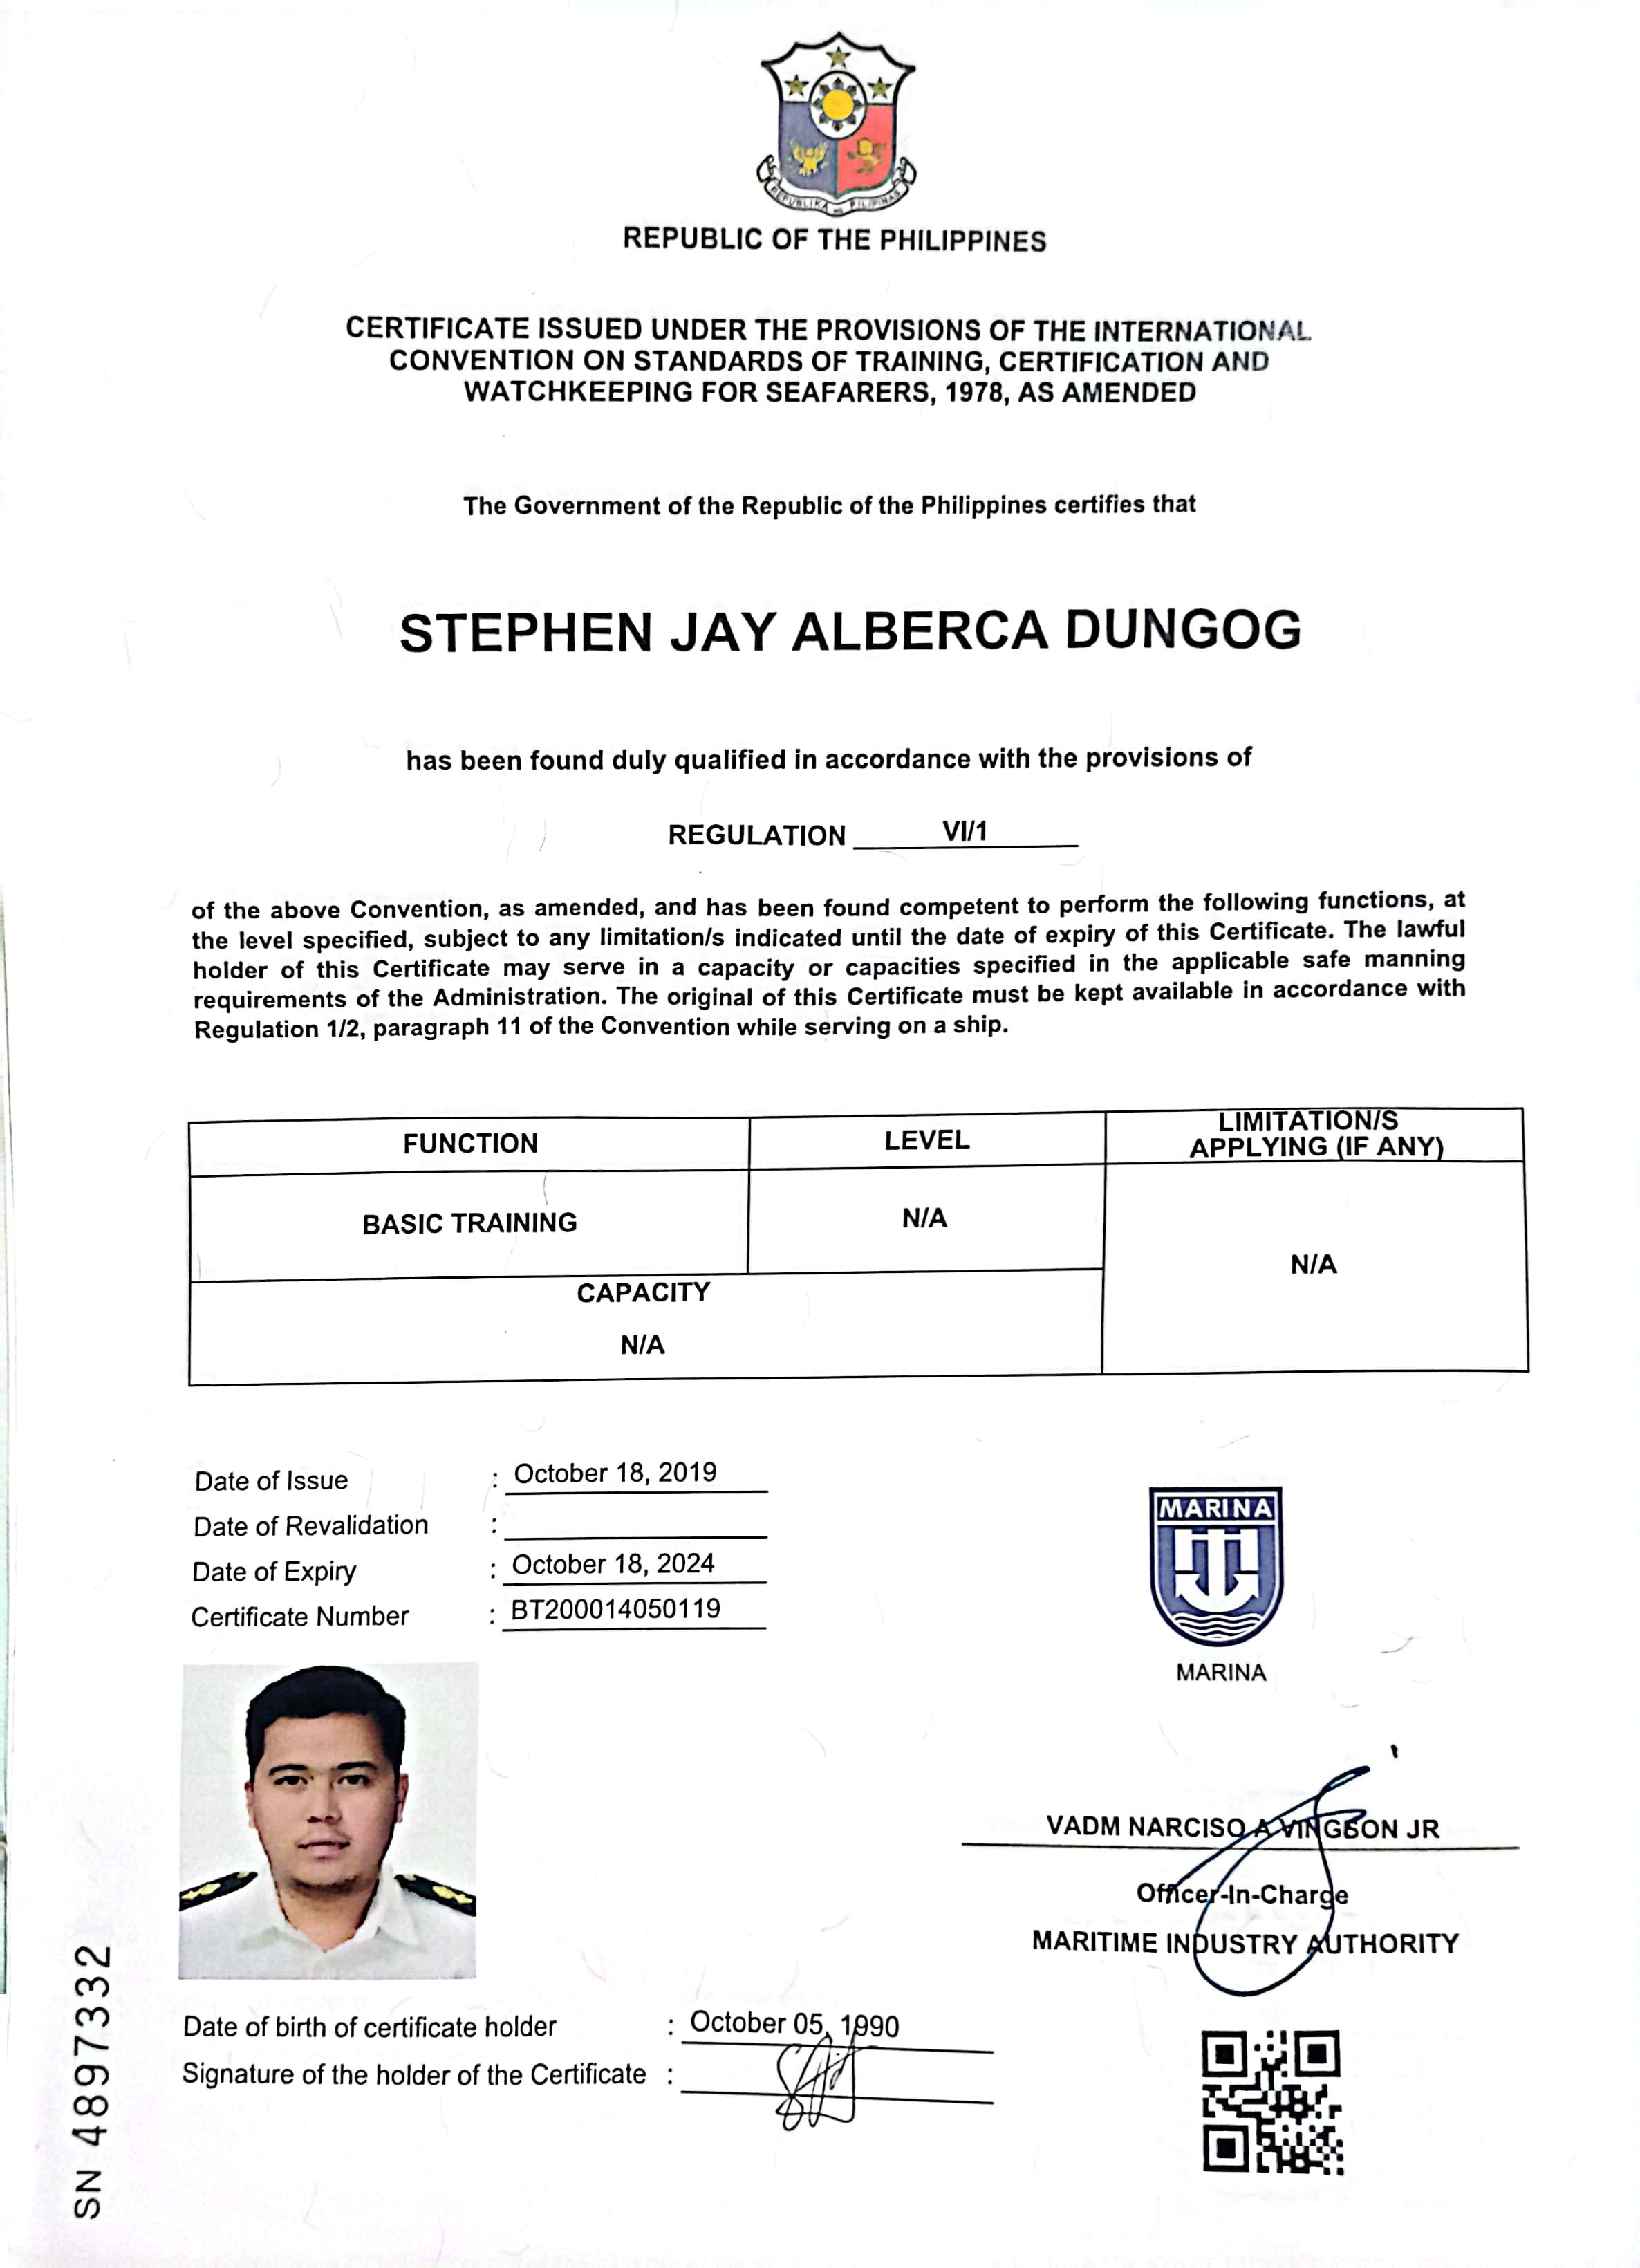 REPUBLIKA NG PILIPINAS
REPUBLIC OF THE PHILIPPINES
CERTIFICATE ISSUED UNDER THE PROVISIONS OF THE INTERNATIONAL
CONVENTION ON STANDARDS OF TRAINING, CERTIFICATION AND
WATCHKEEPING FOR SEAFARERS, 1978, AS AMENDED
The Government of the Republic of the Philippines certifies that
STEPHEN JAY ALBERCA DUNGOG
has been found duly qualified in accordance with the provisions of
REGULATION VI/1
of the above Convention, as amended, and has been found competent to perform the following functions, at
the level specified, subject to any limitation/s indicated until the date of expiry of this Certificate. The lawful
holder of this Certificate may serve in a capacity or capacities specified in the applicable safe manning
requirements of the Administration. The original of this Certificate must be kept available in accordance with
Regulation 1/2, paragraph 11 of the Convention while serving on a ship.
FUNCTION LEVEL LIMITATION/S
APPLYING (IF ANY)
BASIC TRAINING N/A N/A
CAPACITY
N/A
Date of Issue : October 18, 2019
Date of Revalidation :
Date of Expiry : October 18, 2024
Certificate Number : BT200014050119
MARINA
MARINA
VADM NARCISO A VINGSON JR
Officer-In-Charge
MARITIME INDUSTRY AUTHORITY
Date of birth of certificate holder : October 05, 1990
Signature of the holder of the Certificate :
SN 4897332